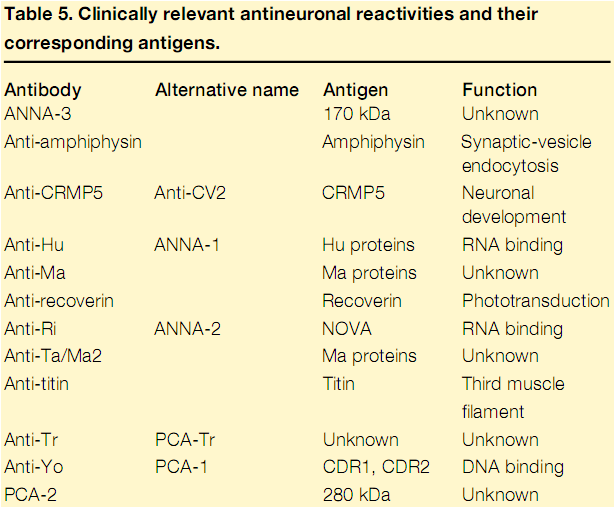 Table 5. Clinically relevant antineuronal reactivities and their
corresponding antigens.
Antibody Alternative name Antigen Function
ANNA-3 170 kDa Unknown
Anti-amphiphysin Amphiphysin Synaptic-vesicle
endocytosis
Anti-CRMP5 Anti-CV2 CRMP5 Neuronal
development
Anti-Hu ANNA-1 Hu proteins RNA binding
Anti-Ma Ma proteins Unknown
Anti-recoverin Recoverin Phototransduction
Anti-Ri ANNA-2 NOVA RNA binding
Anti-Ta/Ma2 Ma proteins Unknown
Anti-titin Titin Third muscle
filament
Anti-Tr PCA-Tr Unknown Unknown
Anti-Yo PCA-1 CDR1, CDR2 DNA binding
PCA-2 280 kDa Unknown